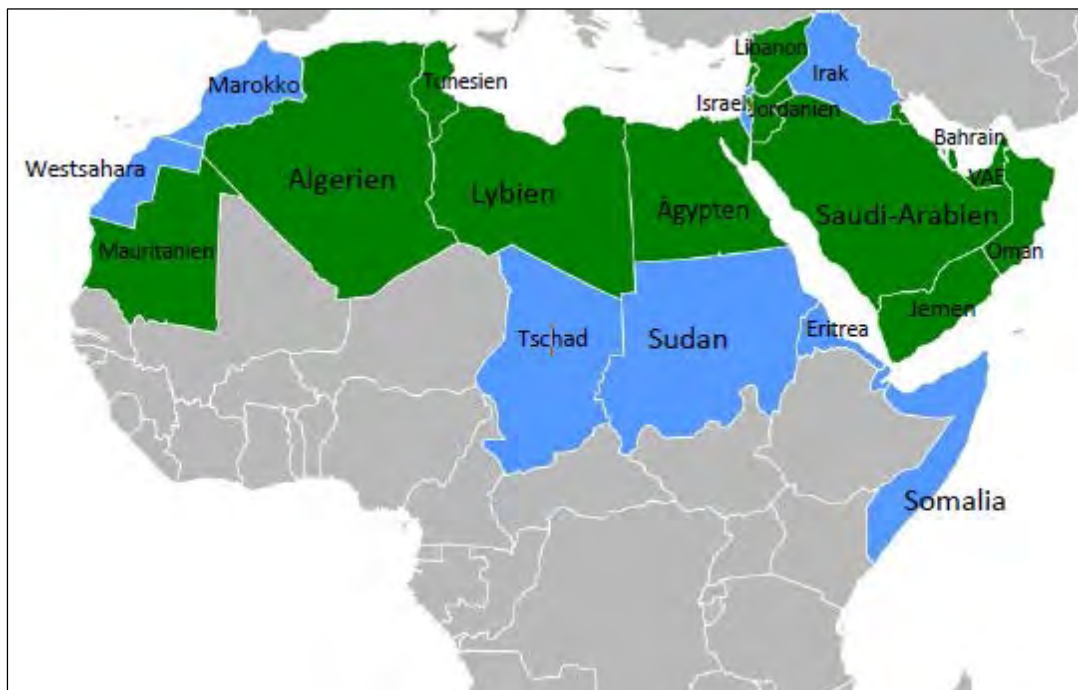 Libanon
Marokko
Tunesien
Irak
Israel
Jordanien
Bahrain
Westsahara
Algerien
VAE
Lybien
Ägypten
Saudi-Arabien
Mauritanien
Oman
Jemen
Tschad
Sudan
Eritrea
Somalia